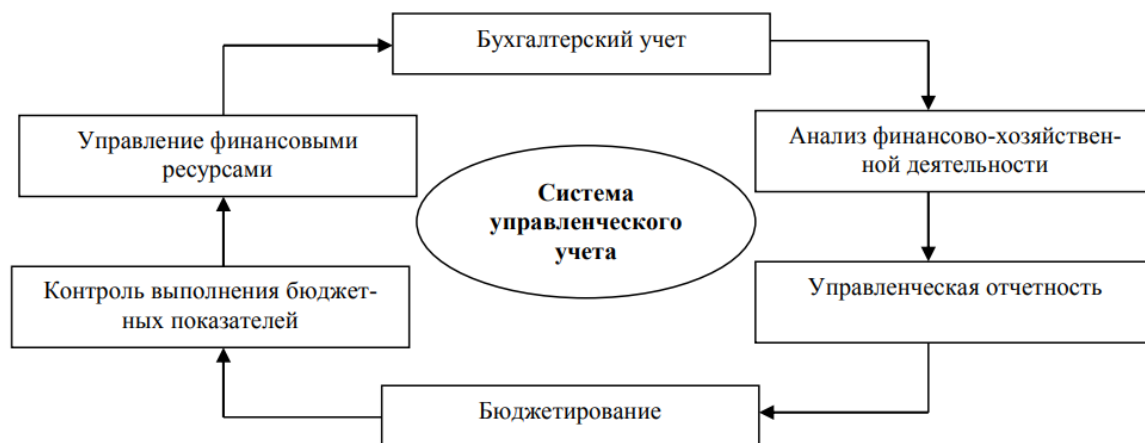 Бухгалтерский учет
Управление финансовыми
ресурсами
Анализ финансово-хозяйствен-
ной деятельности
Система
управленческого
учета
Контроль выполнения бюджет-
ных показателей
Управленческая отчетность
Бюджетирование